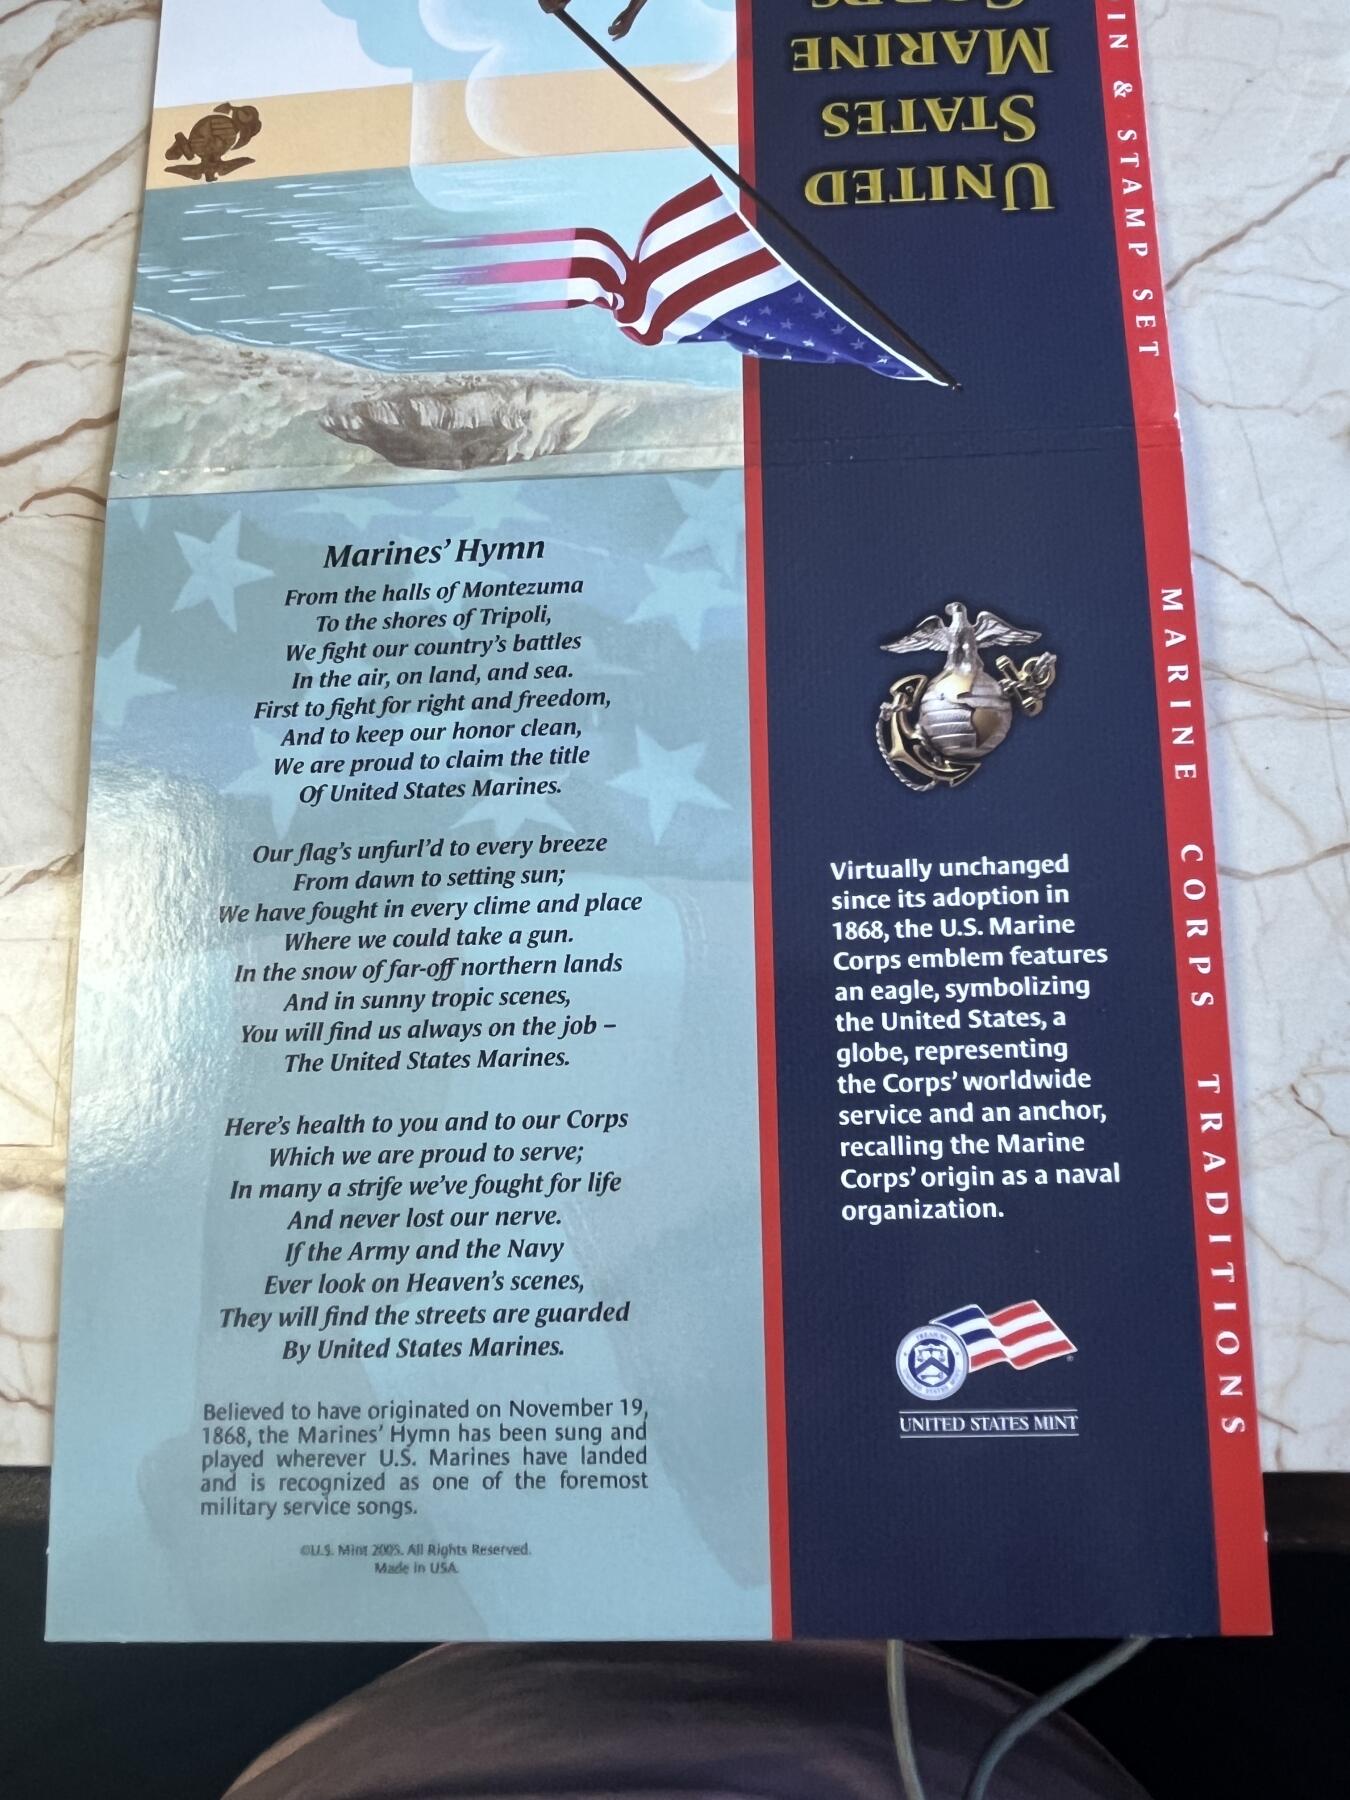 UNITED
STATES
MARINE
CORPS
IN & STAMP SET
Marines' Hymn
From the halls of Montezuma
To the shores of Tripoli,
We fight our country's battles
In the air, on land, and sea.
First to fight for right and freedom,
And to keep our honor clean,
We are proud to claim the title
Of United States Marines.
Our flag's unfurl'd to every breeze
From dawn to setting sun;
We have fought in every clime and place
Where we could take a gun.
In the snow of far-off northern lands
And in sunny tropic scenes,
You will find us always on the job –
The United States Marines.
Here's health to you and to our Corps
Which we are proud to serve;
In many a strife we've fought for life
And never lost our nerve.
If the Army and the Navy
Ever look on Heaven's scenes,
They will find the streets are guarded
By United States Marines.
Believed to have originated on November 19,
1868, the Marines' Hymn has been sung and
played wherever U.S. Marines have landed
and is recognized as one of the foremost
military service songs.
©U.S. Mint 2005. All Rights Reserved.
Made in USA.
Virtually unchanged
since its adoption in
1868, the U.S. Marine
Corps emblem features
an eagle, symbolizing
the United States, a
globe, representing
the Corps' worldwide
service and an anchor,
recalling the Marine
Corps' origin as a naval
organization.
UNITED STATES MINT
MARINE CORPS TRADITIONS